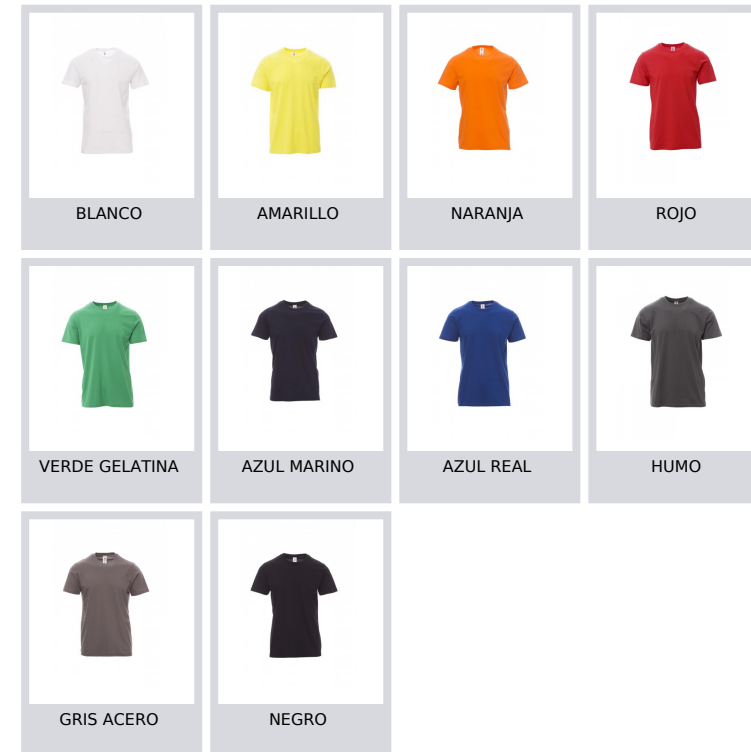 BLANCO
AMARILLO
NARANJA
ROJO
VERDE GELATINA
AZUL MARINO
AZUL REAL
HUMO
GRIS ACERO
NEGRO